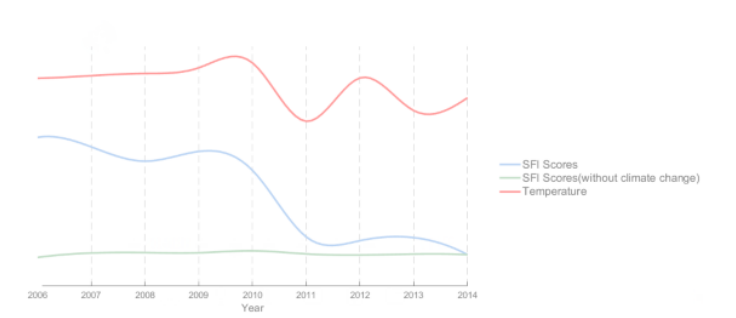 SFI Scores
SFI Scores(without climate change)
Temperature
2006 2007 2008 2009 2010 2011 2012 2013 2014
Year